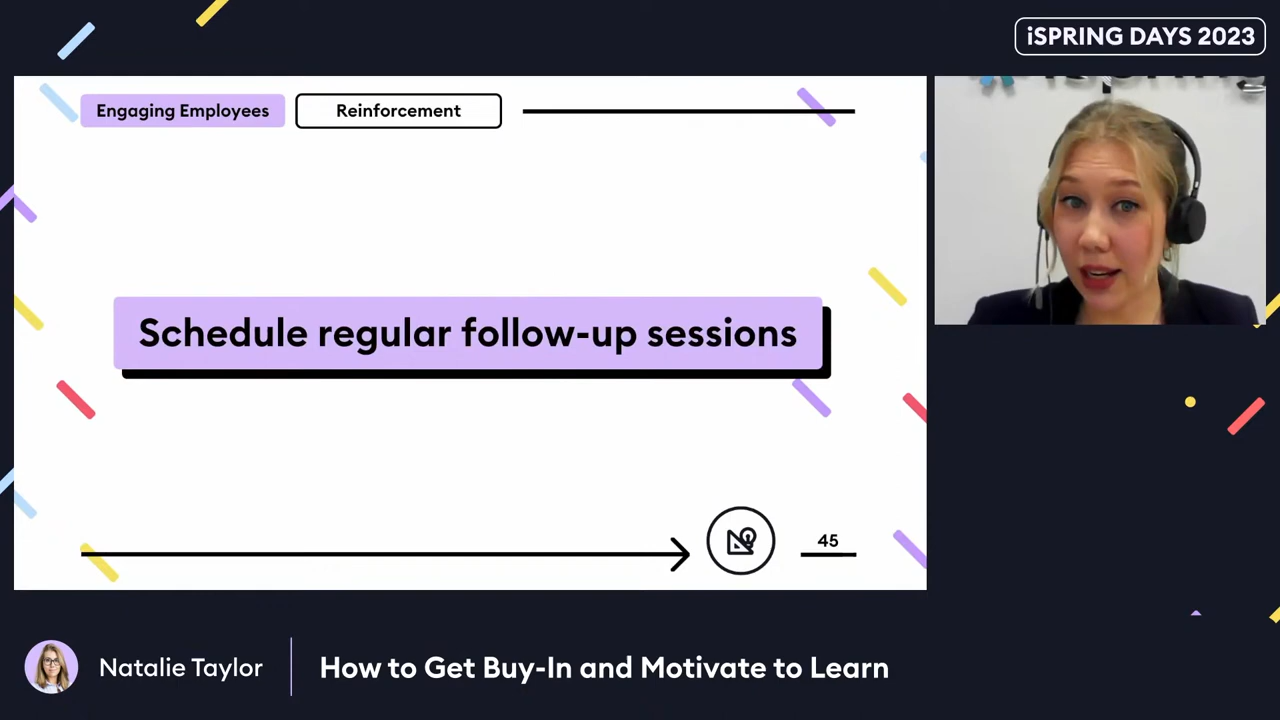 iSPRING DAYS 2023
Engaging Employees
Reinforcement
Schedule regular follow-up sessions
45
Natalie Taylor
How to Get Buy-In and Motivate to Learn